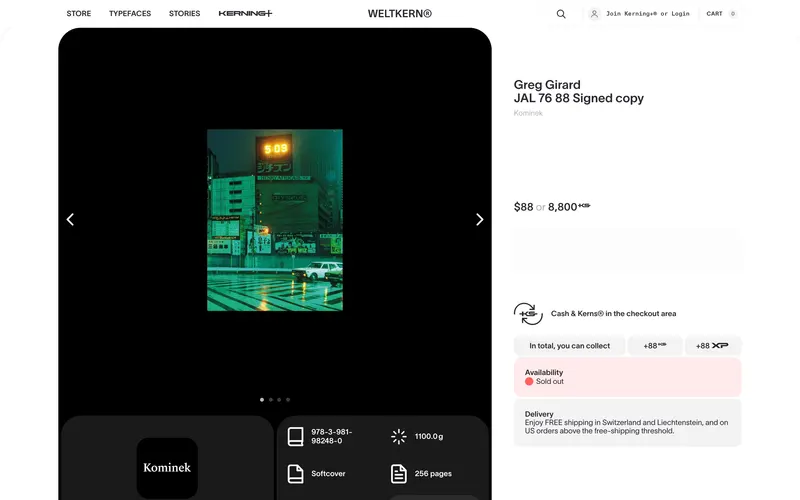 STORE
TYPEFACES
STORIES
KERNING+
WELTKERN®
Join Kerning+® or Login
CART 0
5:09
Greg Girard
JAL 76 88 Signed copy
Kominek
$88 or 8,800+KS
+KS
Cash & Kerns® in the checkout area
In total, you can collect
+88+KS
+88 XP
Availability
Sold out
Delivery
Enjoy FREE shipping in Switzerland and Liechtenstein, and on
US orders above the free-shipping threshold.
Kominek
978-3-981-
98248-0
1100.0g
Softcover
256 pages